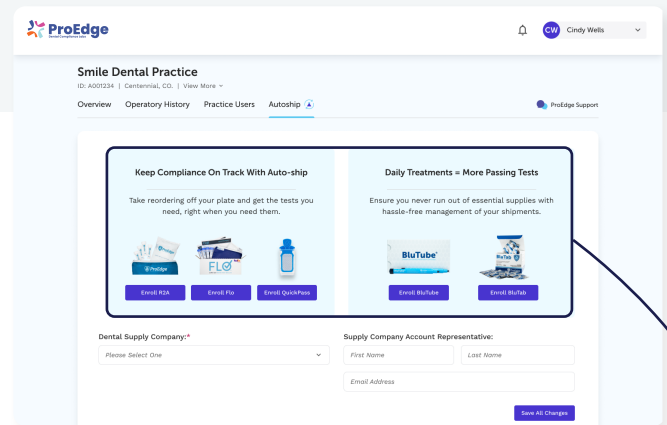 ProEdge
Dental Compliance Labs
CW
Cindy Wells
Smile Dental Practice
ID: A001234 | Centennial, CO. | View More
Overview
Operatory History
Practice Users
Autoship
ProEdge Support
Keep Compliance On Track With Auto-ship
Take reordering off your plate and get the tests you
need, right when you need them.
ProEdge
FLO
Enroll R2A
Enroll Flo
Enroll QuickPass
Daily Treatments = More Passing Tests
Ensure you never run out of essential supplies with
hassle-free management of your shipments.
BluTube
BluTab
Enroll BluTube
Enroll BluTab
Dental Supply Company:*
Please Select One
Supply Company Account Representative:
First Name
Last Name
Email Address
Save All Changes